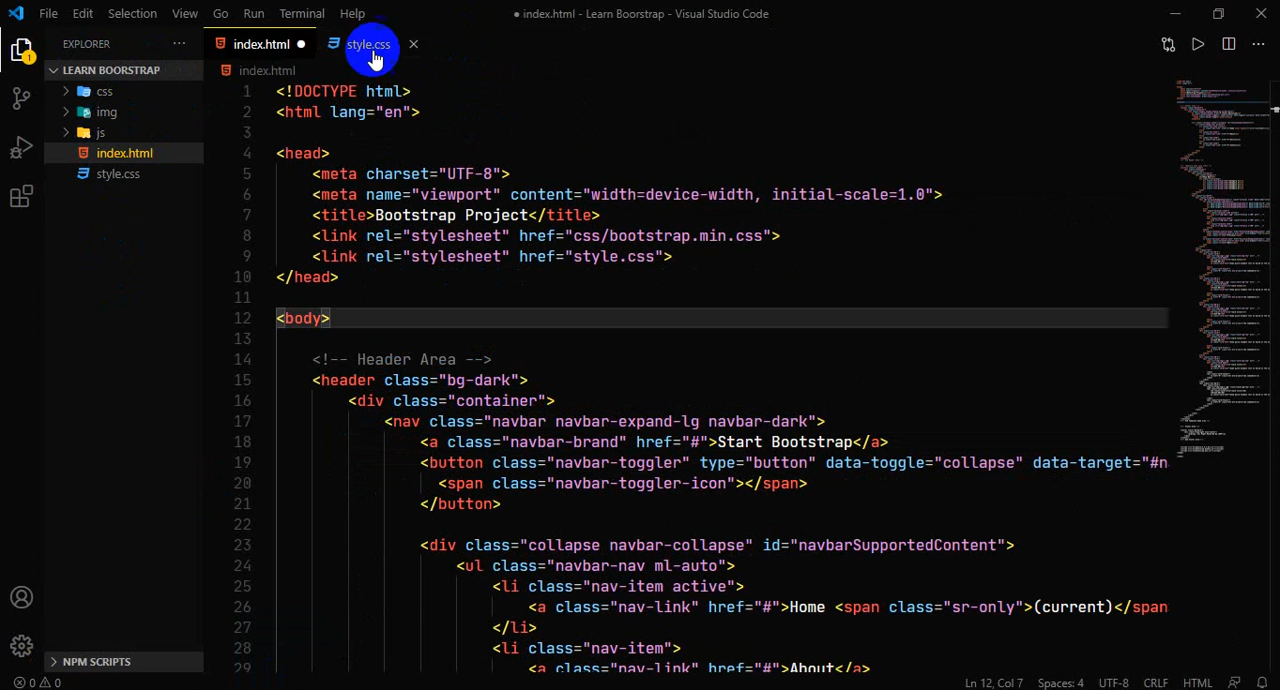 File Edit Selection View Go Run Terminal Help ● index.html - Learn Boorstrap - Visual Studio Code
EXPLORER
index.html ●
style.css
1
LEARN BOORSTRAP
css
img
js
index.html
style.css
NPM SCRIPTS
index.html
1 <!DOCTYPE html>
2 <html lang="en">
3
4 <head>
5 <meta charset="UTF-8">
6 <meta name="viewport" content="width=device-width, initial-scale=1.0">
7 <title>Bootstrap Project</title>
8 <link rel="stylesheet" href="css/bootstrap.min.css">
9 <link rel="stylesheet" href="style.css">
10 </head>
11
12 <body>
13
14 <!-- Header Area -->
15 <header class="bg-dark">
16 <div class="container">
17 <nav class="navbar navbar-expand-lg navbar-dark">
18 <a class="navbar-brand" href="#">Start Bootstrap</a>
19 <button class="navbar-toggler" type="button" data-toggle="collapse" data-target="#n
20 <span class="navbar-toggler-icon"></span>
21 </button>
22
23 <div class="collapse navbar-collapse" id="navbarSupportedContent">
24 <ul class="navbar-nav ml-auto">
25 <li class="nav-item active">
26 <a class="nav-link" href="#">Home <span class="sr-only">(current)</span
27 </li>
28 <li class="nav-item">
29 <a class="nav-link" href="#">About</a>
0 0
Ln 12, Col 7 Spaces: 4 UTF-8 CRLF HTML